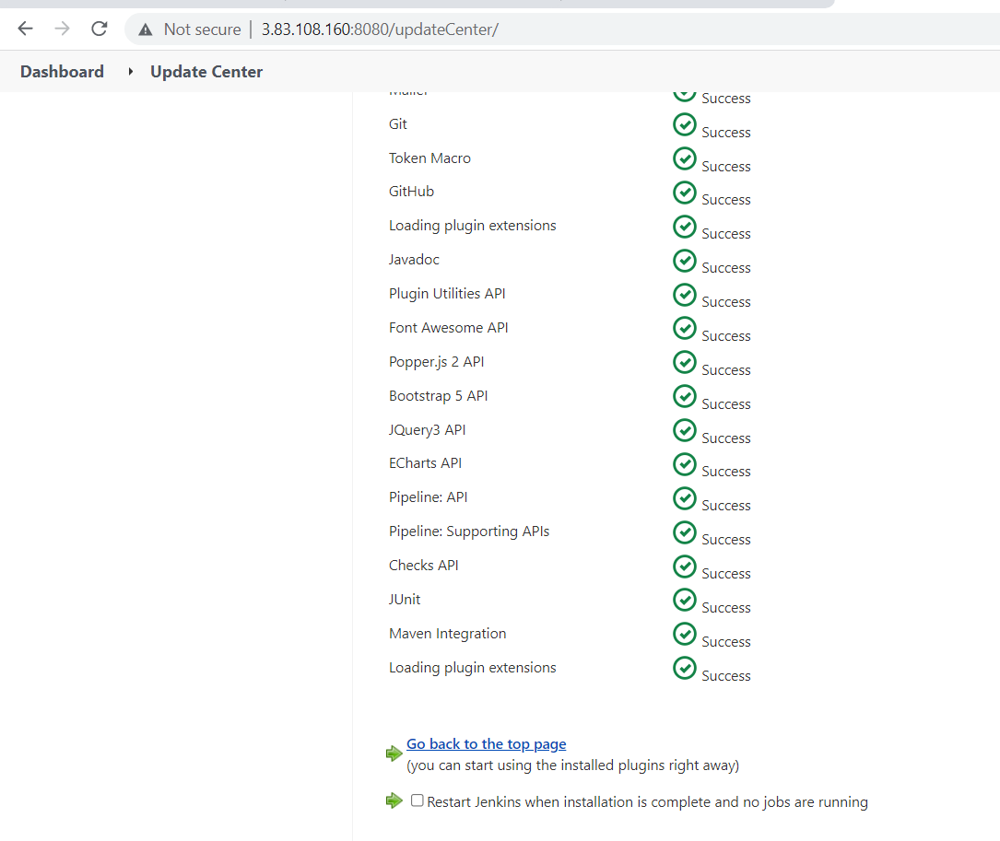 Not secure | 3.83.108.160:8080/updateCenter/
Dashboard Update Center
Mailer Success
Git Success
Token Macro Success
GitHub Success
Loading plugin extensions Success
Javadoc Success
Plugin Utilities API Success
Font Awesome API Success
Popper.js 2 API Success
Bootstrap 5 API Success
JQuery3 API Success
ECharts API Success
Pipeline: API Success
Pipeline: Supporting APIs Success
Checks API Success
JUnit Success
Maven Integration Success
Loading plugin extensions Success
Go back to the top page
(you can start using the installed plugins right away)
Restart Jenkins when installation is complete and no jobs are running